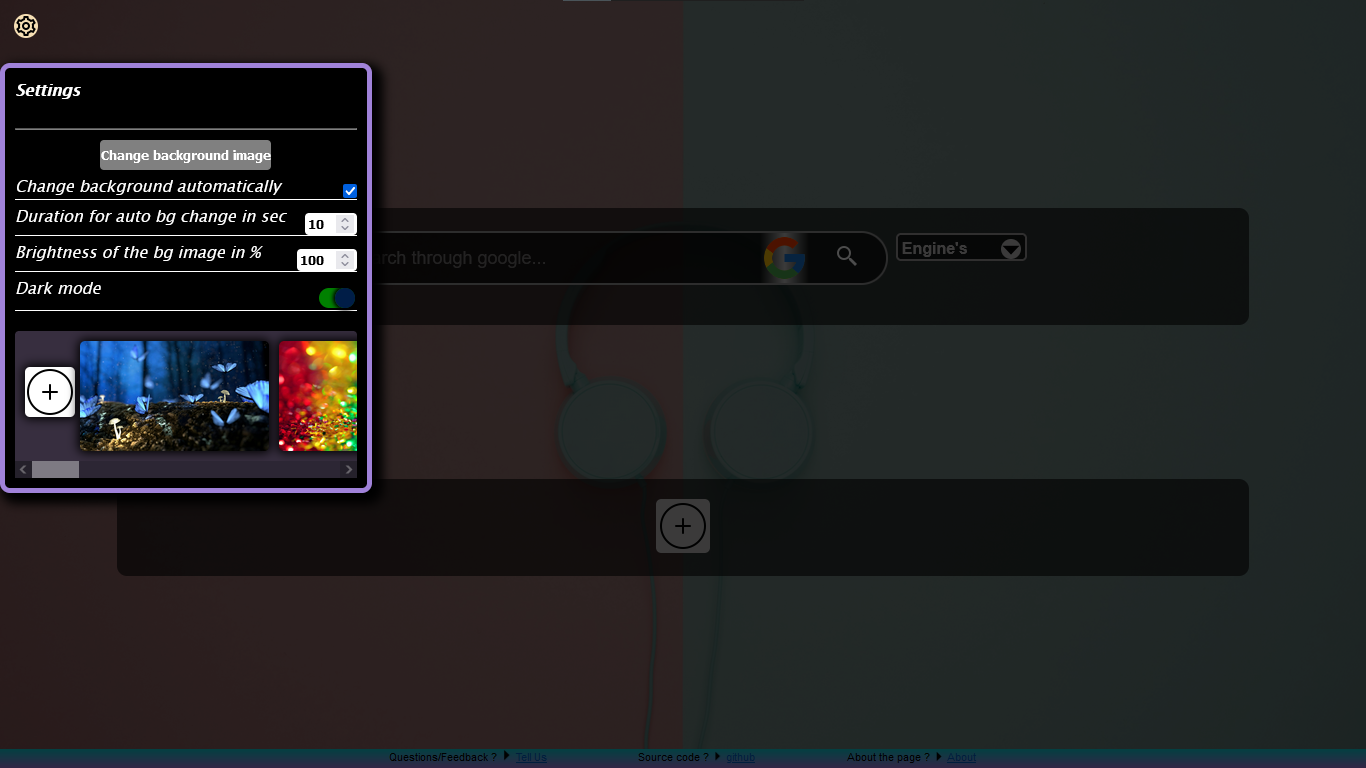 Settings
Change background image
Change background automatically
Duration for auto bg change in sec 10
Brightness of the bg image in % 100
Dark mode
rch through google...
Engine's
Questions/Feedback ? Tell Us Source code ? github About the page ? About